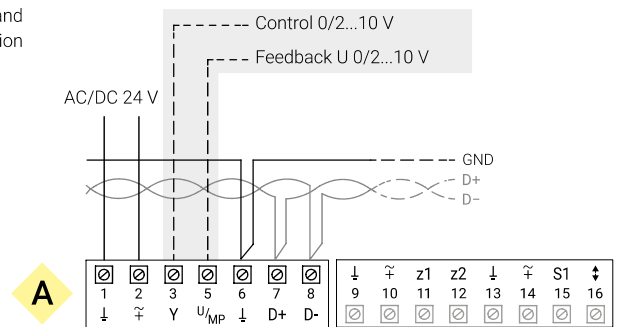 and
ion
Control 0/2...10 V
Feedback U 0/2...10 V
AC/DC 24 V
GND
D+
D–
A
1 2 3 5 6 7 8
⏚ ≂ Y U/MP ⏚ D+ D-
⏚ ≂ z1 z2 ⏚ ≂ S1 ⬍
9 10 11 12 13 14 15 16